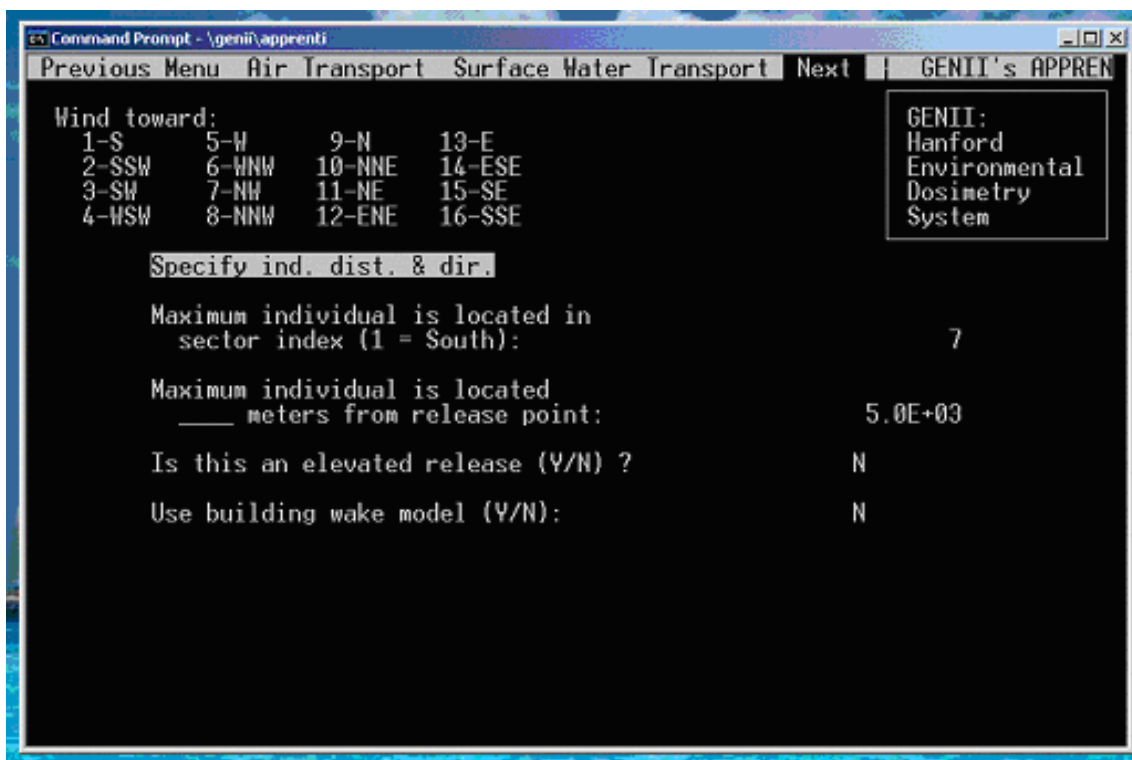 Command Prompt - \genii\apprenti
Previous Menu Air Transport Surface Water Transport Next | GENII's APPREN
Wind toward:
1-S 5-W 9-N 13-E
2-SSW 6-WNW 10-NNE 14-ESE
3-SW 7-NW 11-NE 15-SE
4-WSW 8-NNW 12-ENE 16-SSE
GENII:
Hanford
Environmental
Dosimetry
System
Specify ind. dist. & dir.
Maximum individual is located in
sector index (1 = South): 7
Maximum individual is located
____ meters from release point: 5.0E+03
Is this an elevated release (Y/N) ? N
Use building wake model (Y/N): N